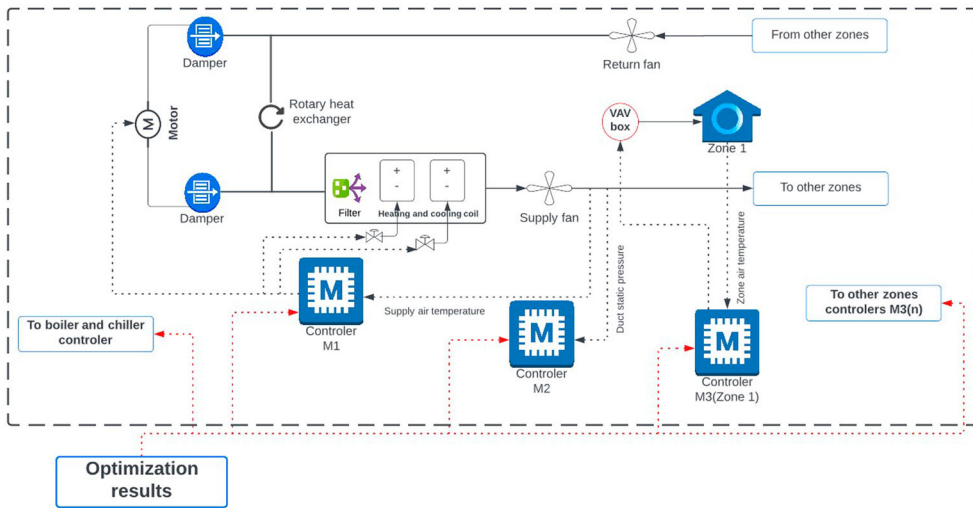 From other zones
Damper
Return fan
Rotary heat
exchanger
VAV
box
M
Motor
Zone 1
+
-
+
-
To other zones
Damper
Filter
Heating and cooling coil
Supply fan
Duct static pressure
Zone air temperature
M
Supply air temperature
To other zones
controlers M3(n)
To boiler and chiller
controler
Controler
M1
M
Controler
M2
M
Controler
M3(Zone 1)
Optimization
results